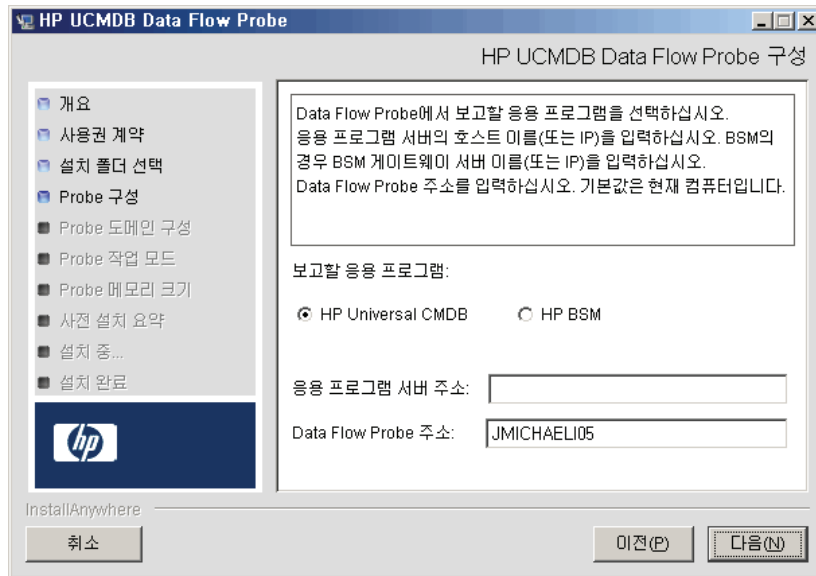 HP UCMDB Data Flow Probe
HP UCMDB Data Flow Probe 구성
개요
사용권 계약
설치 폴더 선택
Probe 구성
Probe 도메인 구성
Probe 작업 모드
Probe 메모리 크기
사전 설치 요약
설치 중...
설치 완료
hp
Data Flow Probe에서 보고할 응용 프로그램을 선택하십시오.
응용 프로그램 서버의 호스트 이름(또는 IP)을 입력하십시오. BSM의
경우 BSM 게이트웨이 서버 이름(또는 IP)을 입력하십시오.
Data Flow Probe 주소를 입력하십시오. 기본값은 현재 컴퓨터입니다.
보고할 응용 프로그램:
HP Universal CMDB HP BSM
응용 프로그램 서버 주소:
Data Flow Probe 주소: JMICHAELI05
InstallAnywhere
취소 이전(P) 다음(N)